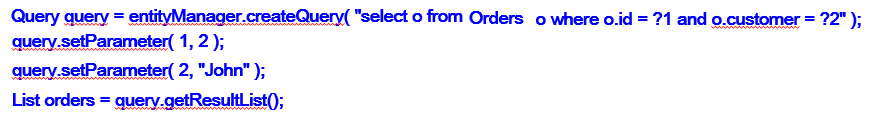 Query query = entityManager.createQuery( "select o from Orders o where o.id = ?1 and o.customer = ?2" );
query.setParameter( 1, 2 );
query.setParameter( 2, "John" );
List orders = query.getResultList();